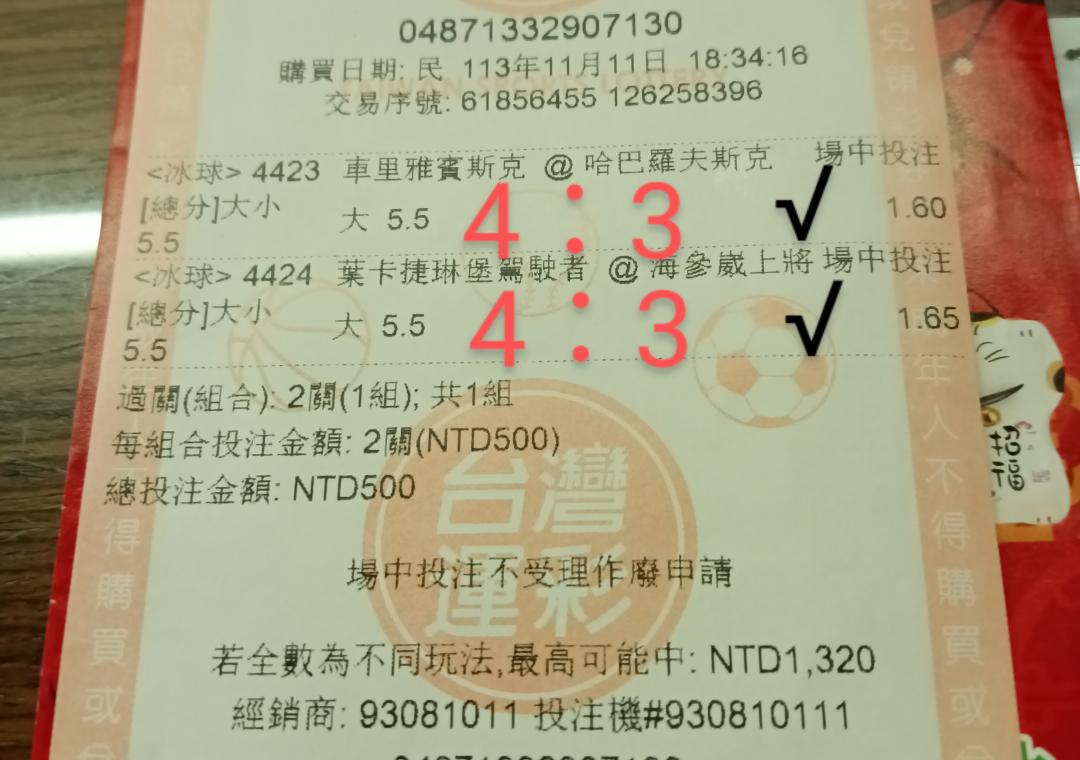 04871332907130
購買日期: 民 113年11月11日 18:34:16
交易序號: 61856455 126258396
<冰球> 4423 車里雅賓斯克 @ 哈巴羅夫斯克 場中投注
[總分]大小 大 5.5 4:3 √ 1.60
5.5
<冰球> 4424 葉卡捷琳堡駕駛者 @ 海參崴上將 場中投注
[總分]大小 大 5.5 4:3 √ 1.65
5.5
過關(組合): 2關(1組); 共1組
每組合投注金額: 2關(NTD500)
總投注金額: NTD500
台灣
運彩
場中投注不受理作廢申請
若全數為不同玩法,最高可能中: NTD1,320
經銷商: 93081011 投注機#930810111
得購買或
年人不得購買或
招福